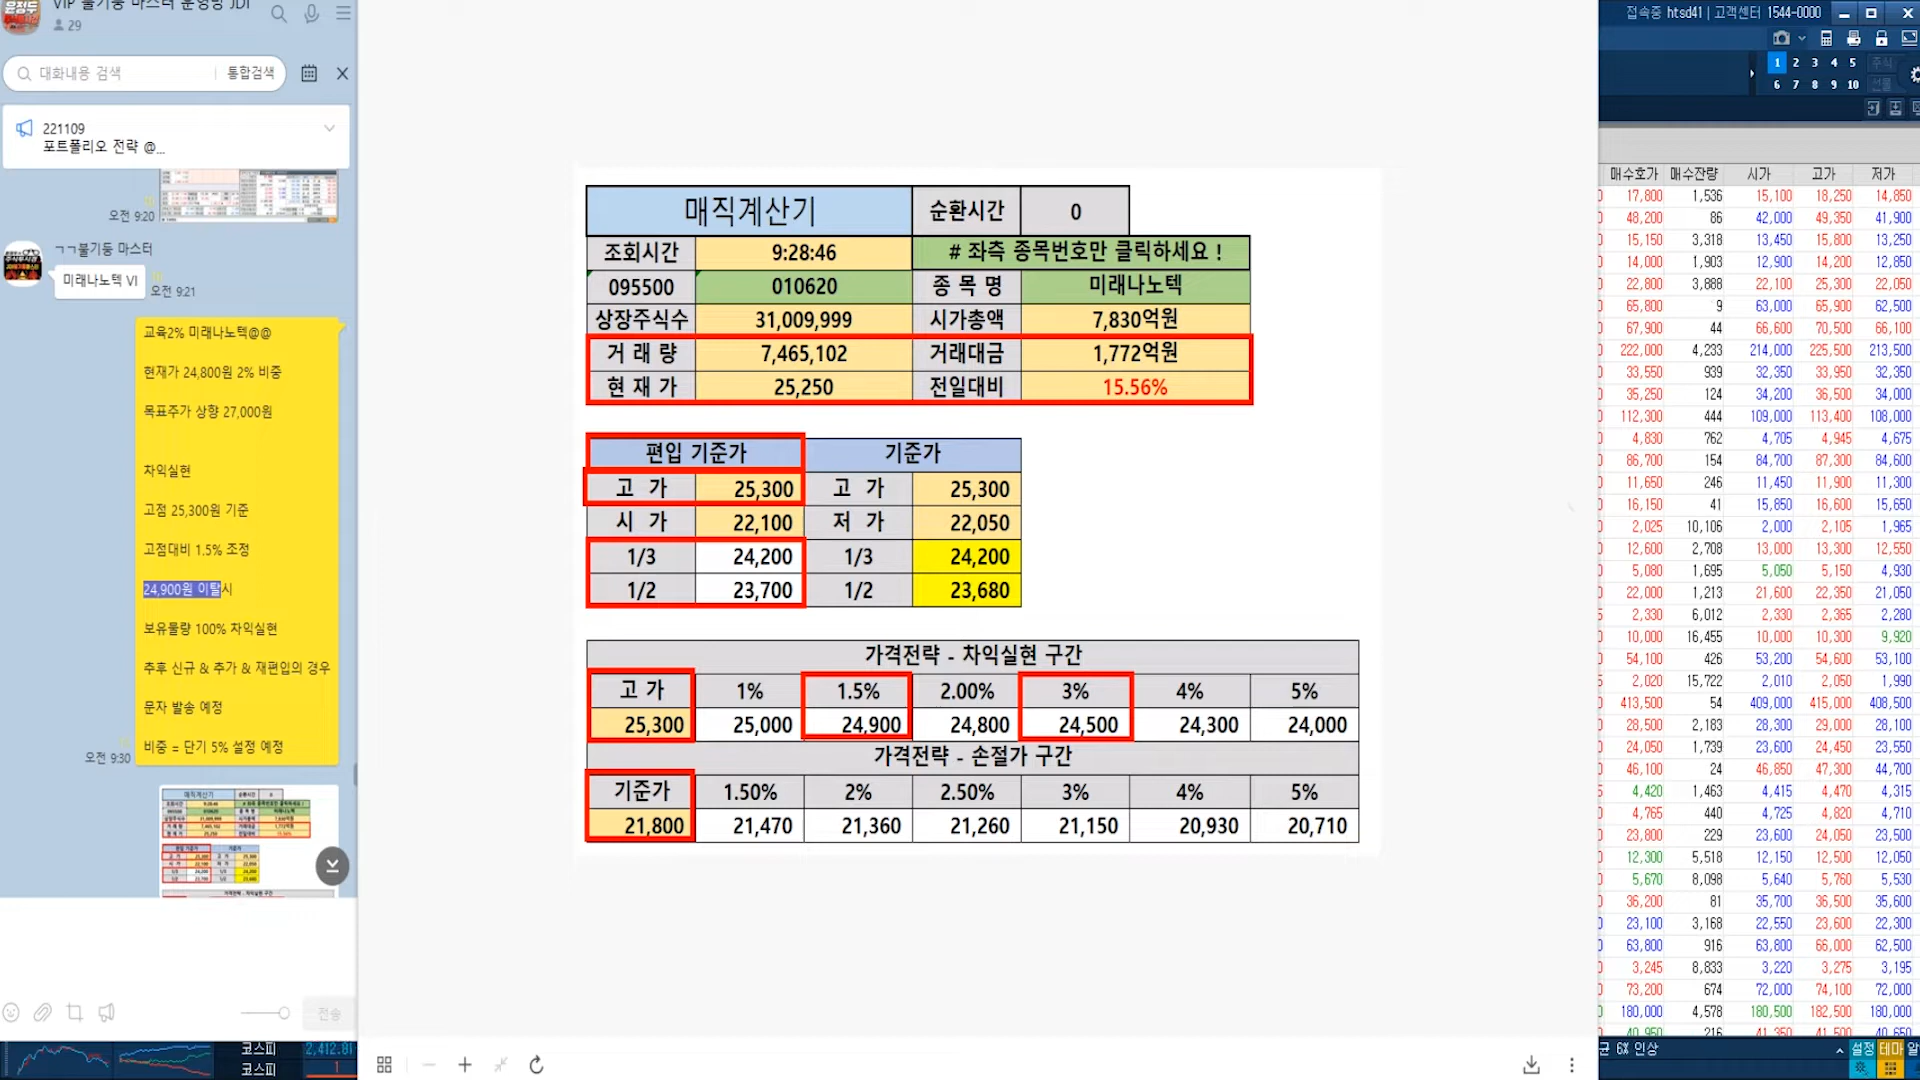 VIP 불기둥 마스터 운영방 JDI
29
대화내용 검색
통합검색
221109
포트폴리오 전략 @...
오전 9:20
ㄱㄱ불기둥 마스터
미래나노텍 VI
오전 9:21
교육2% 미래나노텍@@
현재가 24,800원 2% 비중
목표주가 상향 27,000원
차익실현
고점 25,300원 기준
고점대비 1.5% 조정
24,900원 이탈시
보유물량 100% 차익실현
추후 신규 & 추가 & 재편입의 경우
문자 발송 예정
비중 = 단기 5% 설정 예정
오전 9:30
전송
코스피 2,412.81
코스피
매직계산기 순환시간 0
조회시간 9:28:46 # 좌측 종목번호만 클릭하세요 !
095500 010620 종 목 명 미래나노텍
상장주식수 31,009,999 시가총액 7,830억원
거 래 량 7,465,102 거래대금 1,772억원
현 재 가 25,250 전일대비 15.56%
편입 기준가 기준가
고 가 25,300 고 가 25,300
시 가 22,100 저 가 22,050
1/3 24,200 1/3 24,200
1/2 23,700 1/2 23,680
가격전략 - 차익실현 구간
고 가 1% 1.5% 2.00% 3% 4% 5%
25,300 25,000 24,900 24,800 24,500 24,300 24,000
가격전략 - 손절가 구간
기준가 1.50% 2% 2.50% 3% 4% 5%
21,800 21,470 21,360 21,260 21,150 20,930 20,710
접속중 htsd41 | 고객센터 1544-0000
1 2 3 4 5 주식
6 7 8 9 10 선물
매수호가 매수잔량 시가 고가 저가
17,800 1,536 15,100 18,250 14,850
48,200 86 42,000 49,350 41,900
15,150 3,318 13,450 15,800 13,250
14,000 1,903 12,900 14,200 12,850
22,800 3,888 22,100 25,300 22,050
65,800 9 63,000 65,900 62,500
67,900 44 66,600 70,500 66,100
222,000 4,233 214,000 225,500 213,500
33,550 939 32,350 33,950 32,350
35,250 124 34,200 36,500 34,000
112,300 444 109,000 113,400 108,000
4,830 762 4,705 4,945 4,675
86,700 154 84,700 87,300 84,600
11,650 246 11,450 11,900 11,300
16,150 41 15,850 16,600 15,650
2,025 10,106 2,000 2,105 1,965
12,600 2,708 13,000 13,300 12,550
5,080 1,695 5,050 5,150 4,930
22,000 1,213 21,600 22,350 21,050
2,330 6,012 2,330 2,365 2,280
10,000 16,455 10,000 10,300 9,920
54,100 426 53,200 54,600 53,100
2,020 15,722 2,010 2,050 1,990
413,500 54 409,000 415,000 408,500
28,500 2,183 28,300 29,000 28,100
24,050 1,739 23,600 24,450 23,550
46,100 24 46,850 47,300 44,700
4,420 1,463 4,415 4,470 4,315
4,765 440 4,725 4,820 4,710
23,800 229 23,600 24,050 23,500
12,300 5,518 12,150 12,500 12,050
5,670 8,098 5,640 5,760 5,530
36,200 81 35,700 36,500 35,600
23,100 3,168 22,550 23,600 22,300
63,800 916 63,800 66,000 62,500
3,245 8,833 3,220 3,275 3,195
73,200 674 72,000 74,100 72,000
180,000 4,578 180,500 182,500 180,000
40,950 216 41,350 41,500 40,650
균 6% 인상
설정 테마 알